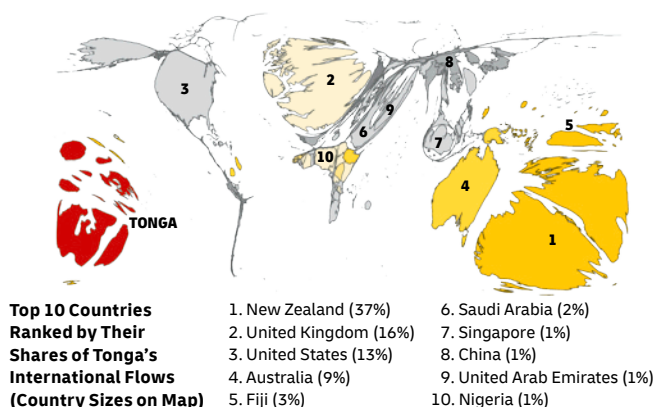 8
2
3
9
5
6
10
7
4
TONGA
1
Top 10 Countries
Ranked by Their
Shares of Tonga's
International Flows
(Country Sizes on Map)
1. New Zealand (37%)
2. United Kingdom (16%)
3. United States (13%)
4. Australia (9%)
5. Fiji (3%)
6. Saudi Arabia (2%)
7. Singapore (1%)
8. China (1%)
9. United Arab Emirates (1%)
10. Nigeria (1%)